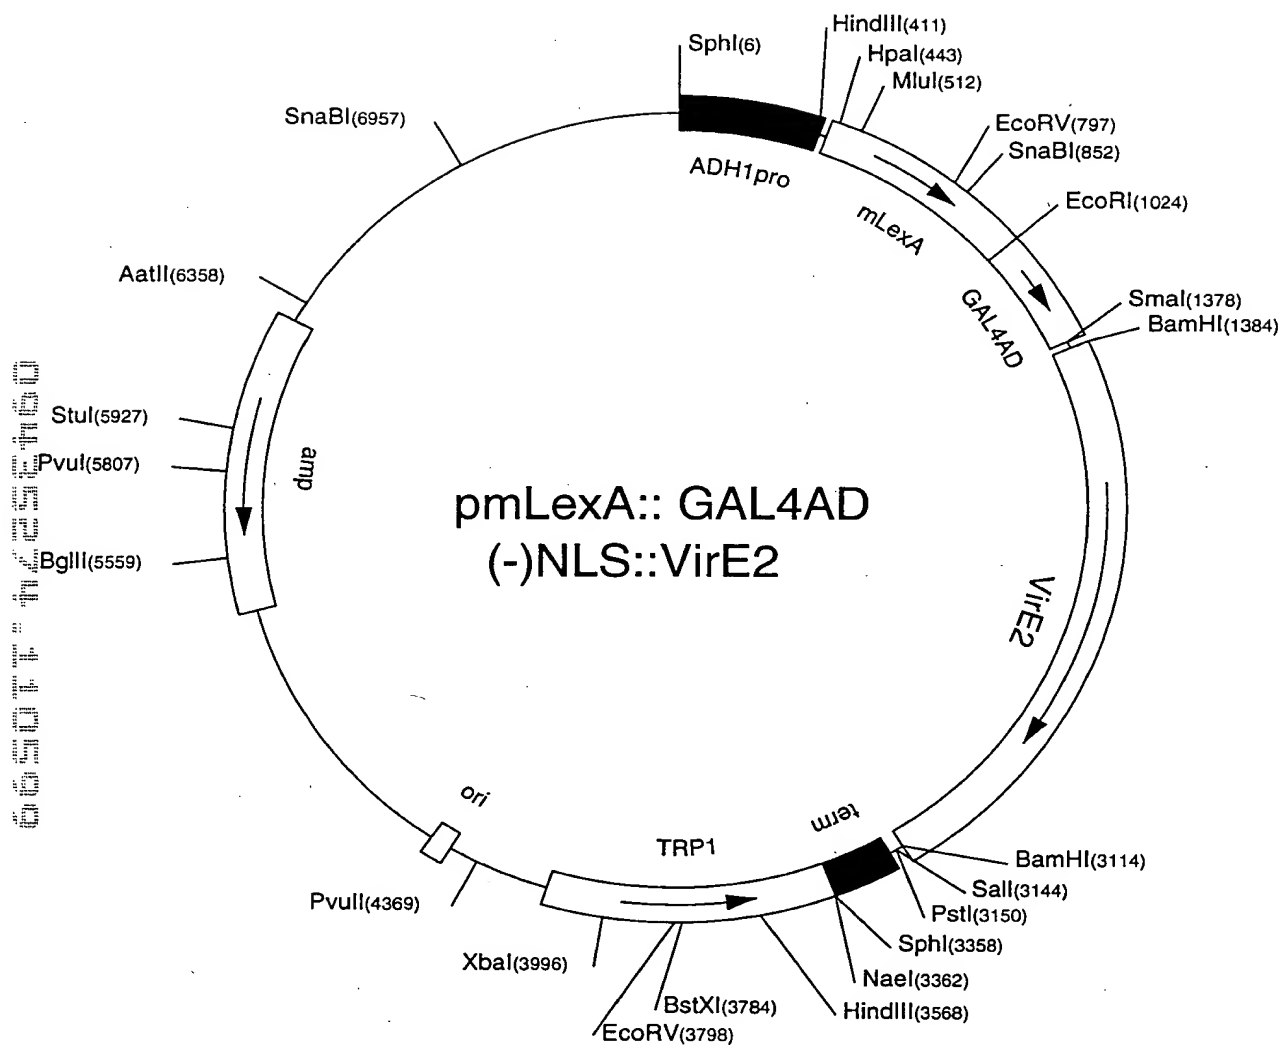 SphI(6)
HindIII(411)
HpaI(443)
MluI(512)
EcoRV(797)
SnaBI(852)
EcoRI(1024)
SmaI(1378)
BamHI(1384)
ADH1pro
mLexA
GAL4AD
VirE2
BamHI(3114)
SalI(3144)
PstI(3150)
SphI(3358)
NaeI(3362)
HindIII(3568)
BstXI(3784)
EcoRV(3798)
XbaI(3996)
PvuII(4369)
term
TRP1
ori
BglII(5559)
PvuI(5807)
StuI(5927)
amp
AatII(6358)
SnaBI(6957)
pmLexA:: GAL4AD
(-)NLS::VirE2
09435274.110599